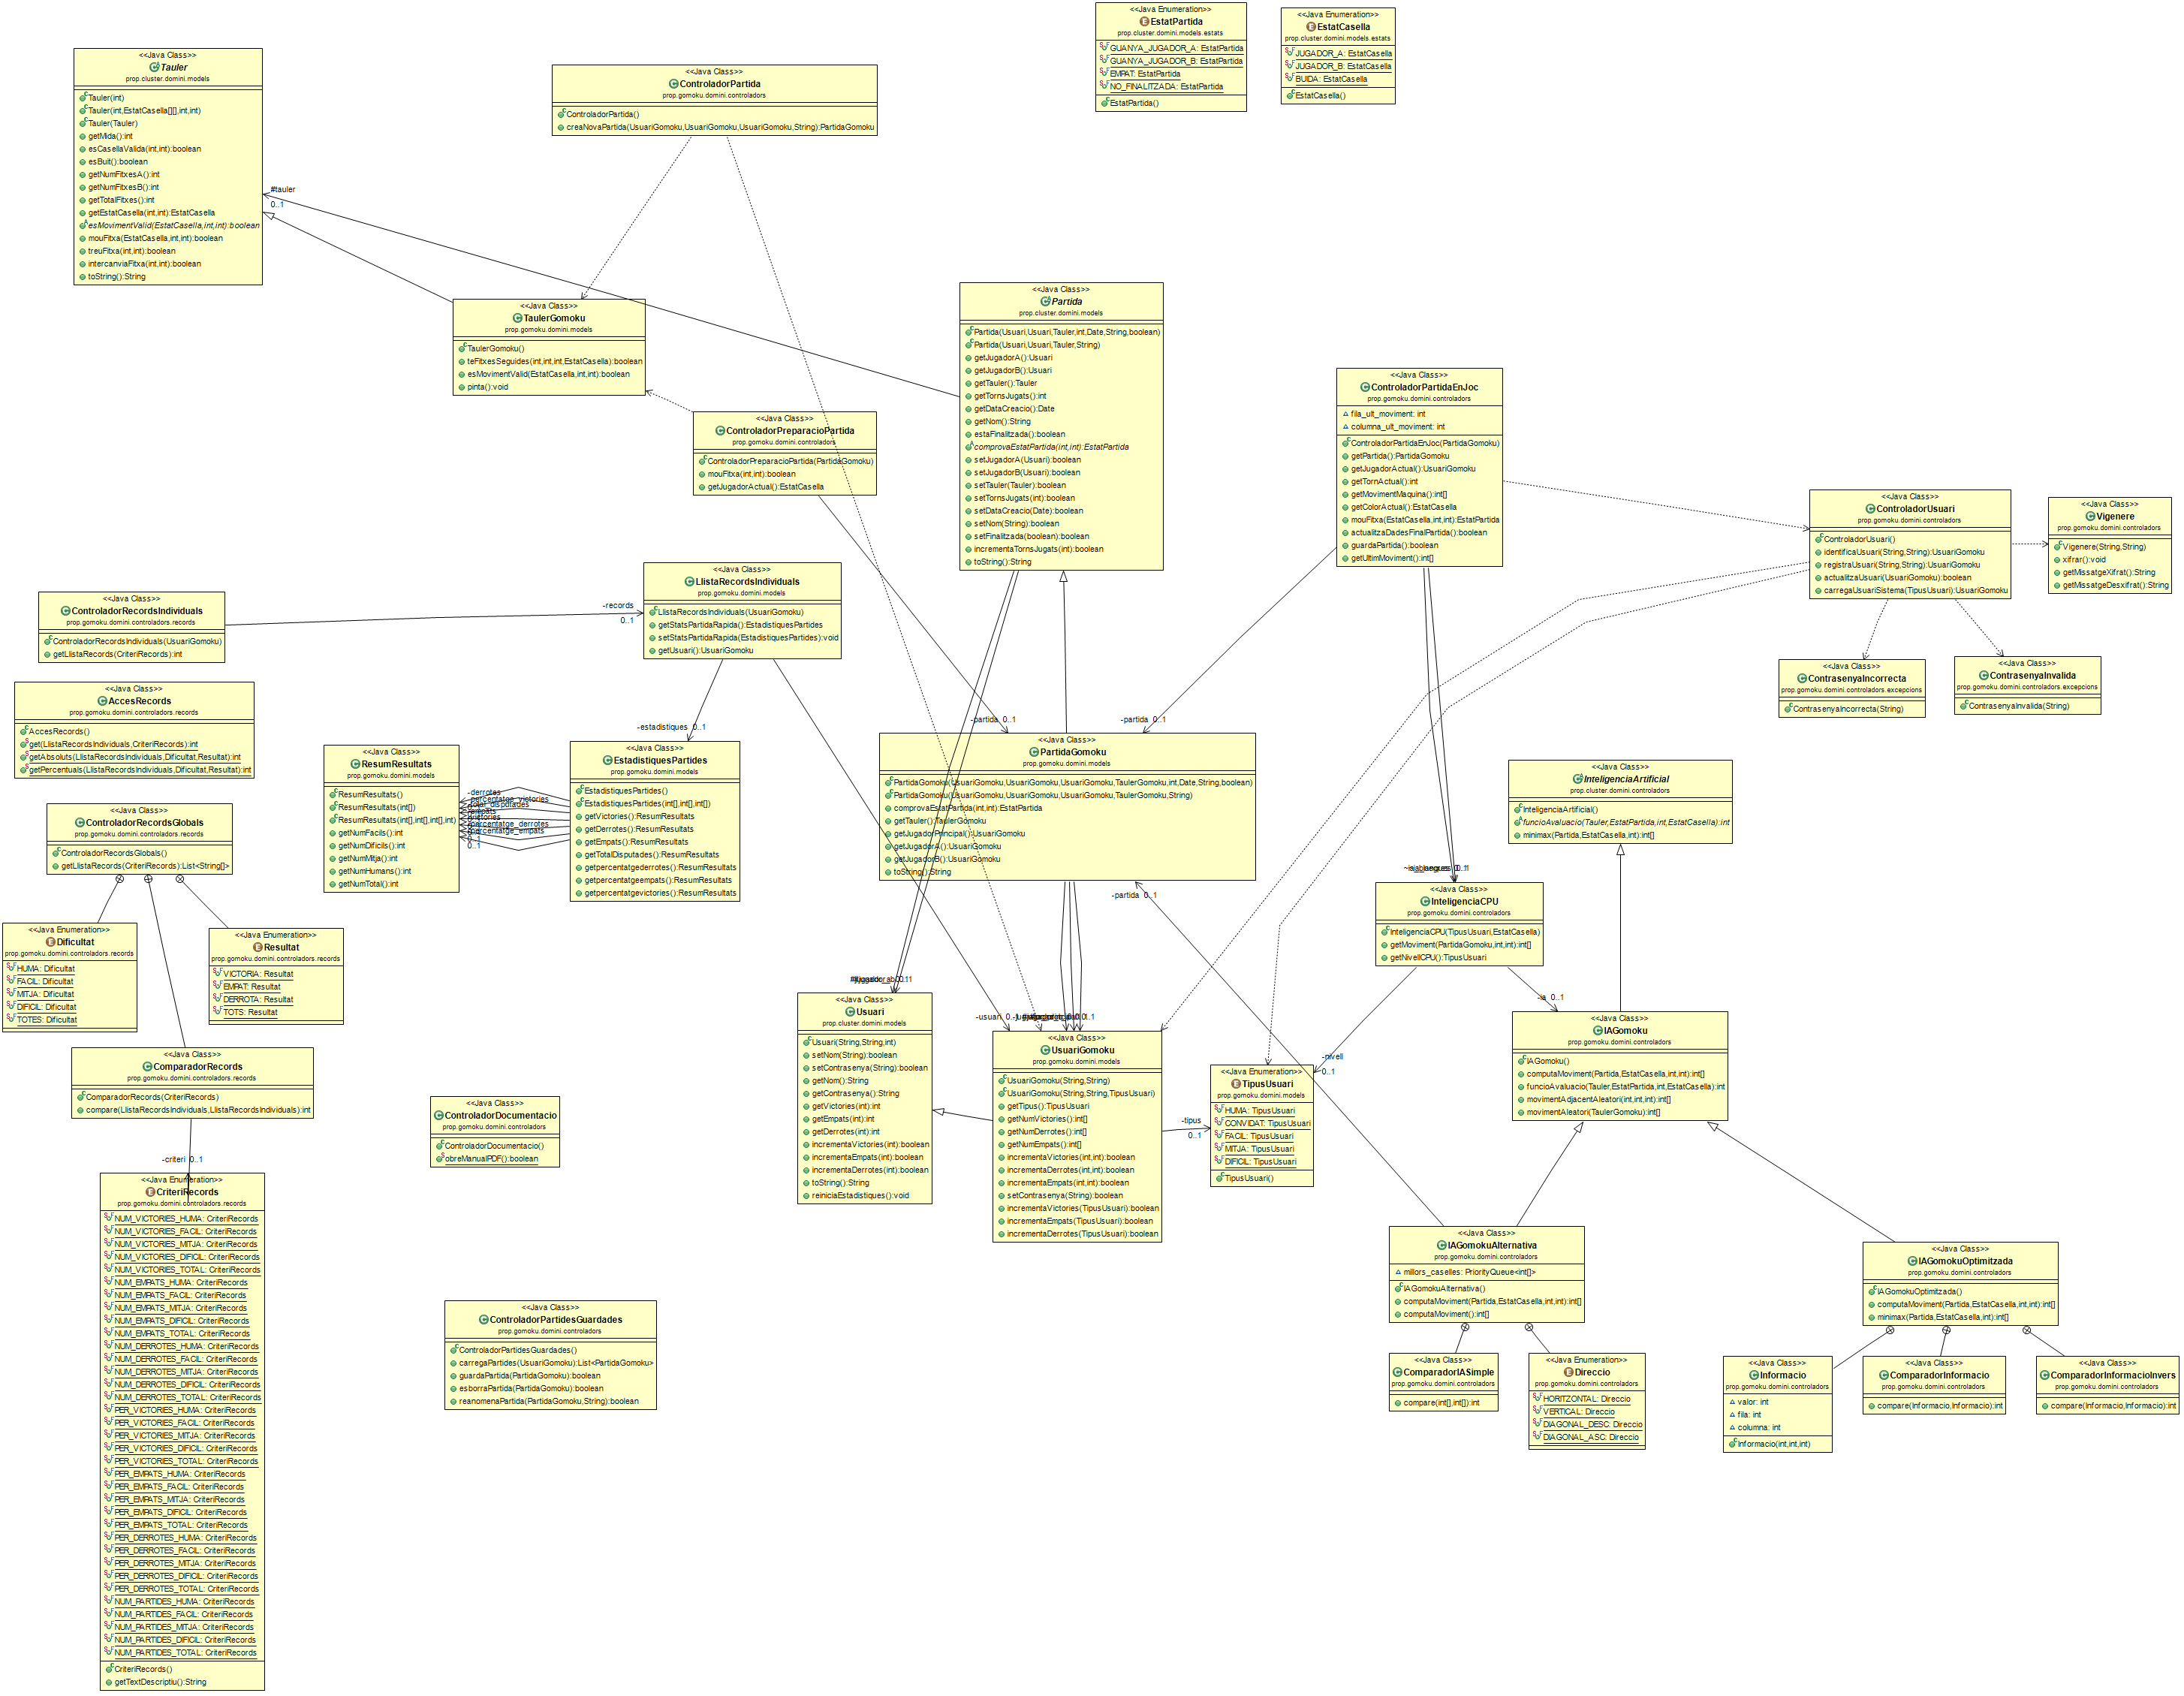 <<Java Enumeration>>
EstatPartida
prop.cluster.domini.models.estats
GUANYA_JUGADOR_A: EstatPartida
GUANYA_JUGADOR_B: EstatPartida
EMPAT: EstatPartida
NO_FINALITZADA: EstatPartida
EstatPartida()
<<Java Enumeration>>
EstatCasella
prop.cluster.domini.models.estats
JUGADOR_A: EstatCasella
JUGADOR_B: EstatCasella
BUIDA: EstatCasella
EstatCasella()
<<Java Class>>
Tauler
prop.cluster.domini.models
Tauler(int)
Tauler(int,EstatCasella[][],int,int)
Tauler(Tauler)
getMida():int
esCasellaValida(int,int):boolean
esBuit():boolean
getNumFitxesA():int
getNumFitxesB():int
getTotalFitxes():int
getEstatCasella(int,int):EstatCasella
esMovimentValid(EstatCasella,int,int):boolean
mouFitxa(EstatCasella,int,int):boolean
treuFitxa(int,int):boolean
intercanviaFitxa(int,int):boolean
toString():String
#tauler
0..1
<<Java Class>>
ControladorPartida
prop.gomoku.domini.controladors
ControladorPartida()
creaNovaPartida(UsuariGomoku,UsuariGomoku,UsuariGomoku,String):PartidaGomoku
<<Java Class>>
TaulerGomoku
prop.gomoku.domini.models
TaulerGomoku()
teFitxesSeguides(int,int,int,EstatCasella):boolean
esMovimentValid(EstatCasella,int,int):boolean
pinta():void
<<Java Class>>
Partida
prop.cluster.domini.models
Partida(Usuari,Usuari,Tauler,int,Date,String,boolean)
Partida(Usuari,Usuari,Tauler,String)
getJugadorA():Usuari
getJugadorB():Usuari
getTauler():Tauler
getTornsJugats():int
getDataCreacio():Date
getNom():String
estaFinalitzada():boolean
comprovaEstatPartida(int,int):EstatPartida
setJugadorA(Usuari):boolean
setJugadorB(Usuari):boolean
setTauler(Tauler):boolean
setTornsJugats(int):boolean
setDataCreacio(Date):boolean
setNom(String):boolean
setFinalitzada(boolean):boolean
incrementaTornsJugats(int):boolean
toString():String
<<Java Class>>
ControladorPreparacioPartida
prop.gomoku.domini.controladors
ControladorPreparacioPartida(PartidaGomoku)
mouFitxa(int,int):boolean
getJugadorActual():EstatCasella
<<Java Class>>
ControladorPartidaEnJoc
prop.gomoku.domini.controladors
fila_ult_moviment: int
columna_ult_moviment: int
ControladorPartidaEnJoc(PartidaGomoku)
getPartida():PartidaGomoku
getJugadorActual():UsuariGomoku
getTornActual():int
getMovimentMaquina():int[]
getColorActual():EstatCasella
mouFitxa(EstatCasella,int,int):EstatPartida
actualitzaDadesFinalPartida():boolean
guardaPartida():boolean
getUltimMoviment():int[]
<<Java Class>>
ControladorUsuari
prop.gomoku.domini.controladors
ControladorUsuari()
identificaUsuari(String,String):UsuariGomoku
registraUsuari(String,String):UsuariGomoku
actualitzaUsuari(UsuariGomoku):boolean
carregaUsuariSistema(TipusUsuari):UsuariGomoku
<<Java Class>>
Vigenere
prop.gomoku.domini.controladors
Vigenere(String,String)
xifrar():void
getMissatgeXifrat():String
getMissatgeDesxifrat():String
<<Java Class>>
ContrasenyaIncorrecta
prop.gomoku.domini.controladors.excepcions
ContrasenyaIncorrecta(String)
<<Java Class>>
ContrasenyaInvalida
prop.gomoku.domini.controladors.excepcions
ContrasenyaInvalida(String)
<<Java Class>>
LlistaRecordsIndividuals
prop.gomoku.domini.models
LlistaRecordsIndividuals(UsuariGomoku)
getStatsPartidaRapida():EstadistiquesPartides
setStatsPartidaRapida(EstadistiquesPartides):void
getUsuari():UsuariGomoku
-records
0..1
<<Java Class>>
ControladorRecordsIndividuals
prop.gomoku.domini.controladors.records
ControladorRecordsIndividuals(UsuariGomoku)
getLlistaRecords(CriteriRecords):int
<<Java Class>>
AccesRecords
prop.gomoku.domini.controladors.records
AccesRecords()
get(LlistaRecordsIndividuals,CriteriRecords):int
getAbsoluts(LlistaRecordsIndividuals,Dificultat,Resultat):int
getPercentuals(LlistaRecordsIndividuals,Dificultat,Resultat):int
-estadistiques 0..1
-partida 0..1
-partida 0..1
<<Java Class>>
ResumResultats
prop.gomoku.domini.models
ResumResultats()
ResumResultats(int[])
ResumResultats(int[],int[],int[],int)
getNumFacils():int
getNumDificils():int
getNumMitja():int
getNumHumans():int
getNumTotal():int
-derrotes
-percentatge_victories
-percentatge_derrotes
-percentatge_empats
0..1
<<Java Class>>
EstadistiquesPartides
prop.gomoku.domini.models
EstadistiquesPartides()
EstadistiquesPartides(int[],int[],int[])
getVictories():ResumResultats
getDerrotes():ResumResultats
getEmpats():ResumResultats
getTotalDisputades():ResumResultats
getpercentatgederrotes():ResumResultats
getpercentatgeempats():ResumResultats
getpercentatgevictories():ResumResultats
<<Java Class>>
PartidaGomoku
prop.gomoku.domini.models
PartidaGomoku(UsuariGomoku,UsuariGomoku,UsuariGomoku,TaulerGomoku,int,Date,String,boolean)
PartidaGomoku(UsuariGomoku,UsuariGomoku,UsuariGomoku,TaulerGomoku,String)
comprovaEstatPartida(int,int):EstatPartida
getTauler():TaulerGomoku
getJugadorPrincipal():UsuariGomoku
getJugadorA():UsuariGomoku
getJugadorB():UsuariGomoku
toString():String
-partida 0..1
<<Java Class>>
InteligenciaArtificial
prop.cluster.domini.controladors
InteligenciaArtificial()
funcioAvaluacio(Tauler,EstatPartida,int,EstatCasella):int
minimax(Partida,EstatCasella,int):int[]
<<Java Class>>
InteligenciaCPU
prop.gomoku.domini.controladors
InteligenciaCPU(TipusUsuari,EstatCasella)
getMoviment(PartidaGomoku,int,int):int[]
getNivellCPU():TipusUsuari
-ia 0..1
<<Java Class>>
ControladorRecordsGlobals
prop.gomoku.domini.controladors.records
ControladorRecordsGlobals()
getLlistaRecords(CriteriRecords):List<String[]>
<<Java Enumeration>>
Dificultat
prop.gomoku.domini.controladors.records
HUMA: Dificultat
FACIL: Dificultat
MITJA: Dificultat
DIFICIL: Dificultat
TOTES: Dificultat
<<Java Enumeration>>
Resultat
prop.gomoku.domini.controladors.records
VICTORIA: Resultat
EMPAT: Resultat
DERROTA: Resultat
TOTS: Resultat
<<Java Class>>
ComparadorRecords
prop.gomoku.domini.controladors.records
ComparadorRecords(CriteriRecords)
compare(LlistaRecordsIndividuals,LlistaRecordsIndividuals):int
-criteri 0..1
<<Java Class>>
Usuari
prop.cluster.domini.models
Usuari(String,String,int)
setNom(String):boolean
setContrasenya(String):boolean
getNom():String
getContrasenya():String
getVictories(int):int
getEmpats(int):int
getDerrotes(int):int
incrementaVictories(int):boolean
incrementaEmpats(int):boolean
incrementaDerrotes(int):boolean
toString():String
reiniciaEstadistiques():void
-usuari
<<Java Class>>
UsuariGomoku
prop.gomoku.domini.models
UsuariGomoku(String,String)
UsuariGomoku(String,String,TipusUsuari)
getTipus():TipusUsuari
getNumVictories():int[]
getNumDerrotes():int[]
getNumEmpats():int[]
incrementaVictories(int,int):boolean
incrementaDerrotes(int,int):boolean
incrementaEmpats(int,int):boolean
setContrasenya(String):boolean
incrementaVictories(TipusUsuari):boolean
incrementaEmpats(TipusUsuari):boolean
incrementaDerrotes(TipusUsuari):boolean
-tipus
0..1
-nivell
0..1
<<Java Enumeration>>
TipusUsuari
prop.gomoku.domini.models
HUMA: TipusUsuari
CONVIDAT: TipusUsuari
FACIL: TipusUsuari
MITJA: TipusUsuari
DIFICIL: TipusUsuari
TipusUsuari()
<<Java Class>>
IAGomoku
prop.gomoku.domini.controladors
IAGomoku()
computaMoviment(Partida,EstatCasella,int,int):int[]
funcioAvaluacio(Tauler,EstatPartida,int,EstatCasella):int
movimentAdjacentAleatori(int,int,int):int[]
movimentAleatori(TaulerGomoku):int[]
<<Java Class>>
ControladorDocumentacio
prop.gomoku.domini.controladors
ControladorDocumentacio()
obreManualPDF():boolean
<<Java Enumeration>>
CriteriRecords
prop.gomoku.domini.controladors.records
NUM_VICTORIES_HUMA: CriteriRecords
NUM_VICTORIES_FACIL: CriteriRecords
NUM_VICTORIES_MITJA: CriteriRecords
NUM_VICTORIES_DIFICIL: CriteriRecords
NUM_VICTORIES_TOTAL: CriteriRecords
NUM_EMPATS_HUMA: CriteriRecords
NUM_EMPATS_FACIL: CriteriRecords
NUM_EMPATS_MITJA: CriteriRecords
NUM_EMPATS_DIFICIL: CriteriRecords
NUM_EMPATS_TOTAL: CriteriRecords
NUM_DERROTES_HUMA: CriteriRecords
NUM_DERROTES_FACIL: CriteriRecords
NUM_DERROTES_MITJA: CriteriRecords
NUM_DERROTES_DIFICIL: CriteriRecords
NUM_DERROTES_TOTAL: CriteriRecords
PER_VICTORIES_HUMA: CriteriRecords
PER_VICTORIES_FACIL: CriteriRecords
PER_VICTORIES_MITJA: CriteriRecords
PER_VICTORIES_DIFICIL: CriteriRecords
PER_VICTORIES_TOTAL: CriteriRecords
PER_EMPATS_HUMA: CriteriRecords
PER_EMPATS_FACIL: CriteriRecords
PER_EMPATS_MITJA: CriteriRecords
PER_EMPATS_DIFICIL: CriteriRecords
PER_EMPATS_TOTAL: CriteriRecords
PER_DERROTES_HUMA: CriteriRecords
PER_DERROTES_FACIL: CriteriRecords
PER_DERROTES_MITJA: CriteriRecords
PER_DERROTES_DIFICIL: CriteriRecords
PER_DERROTES_TOTAL: CriteriRecords
NUM_PARTIDES_HUMA: CriteriRecords
NUM_PARTIDES_FACIL: CriteriRecords
NUM_PARTIDES_MITJA: CriteriRecords
NUM_PARTIDES_DIFICIL: CriteriRecords
NUM_PARTIDES_TOTAL: CriteriRecords
CriteriRecords()
getTextDescriptiu():String
<<Java Class>>
ControladorPartidesGuardades
prop.gomoku.domini.controladors
ControladorPartidesGuardades()
carregaPartides(UsuariGomoku):List<PartidaGomoku>
guardaPartida(PartidaGomoku):boolean
esborraPartida(PartidaGomoku):boolean
reanomenaPartida(PartidaGomoku,String):boolean
<<Java Class>>
IAGomokuAlternativa
prop.gomoku.domini.controladors
millors_caselles: PriorityQueue<int[]>
IAGomokuAlternativa()
computaMoviment(Partida,EstatCasella,int,int):int[]
computaMoviment():int[]
<<Java Class>>
IAGomokuOptimitzada
prop.gomoku.domini.controladors
IAGomokuOptimitzada()
computaMoviment(Partida,EstatCasella,int,int):int[]
minimax(Partida,EstatCasella,int):int[]
<<Java Class>>
ComparadorIASimple
prop.gomoku.domini.controladors
compare(int[],int[]):int
<<Java Enumeration>>
Direccio
prop.gomoku.domini.controladors
HORITZONTAL: Direccio
VERTICAL: Direccio
DIAGONAL_DESC: Direccio
DIAGONAL_ASC: Direccio
<<Java Class>>
Informacio
prop.gomoku.domini.controladors
valor: int
fila: int
columna: int
Informacio(int,int,int)
<<Java Class>>
ComparadorInformacio
prop.gomoku.domini.controladors
compare(Informacio,Informacio):int
<<Java Class>>
ComparadorInformacioInvers
prop.gomoku.domini.controladors
compare(Informacio,Informacio):int